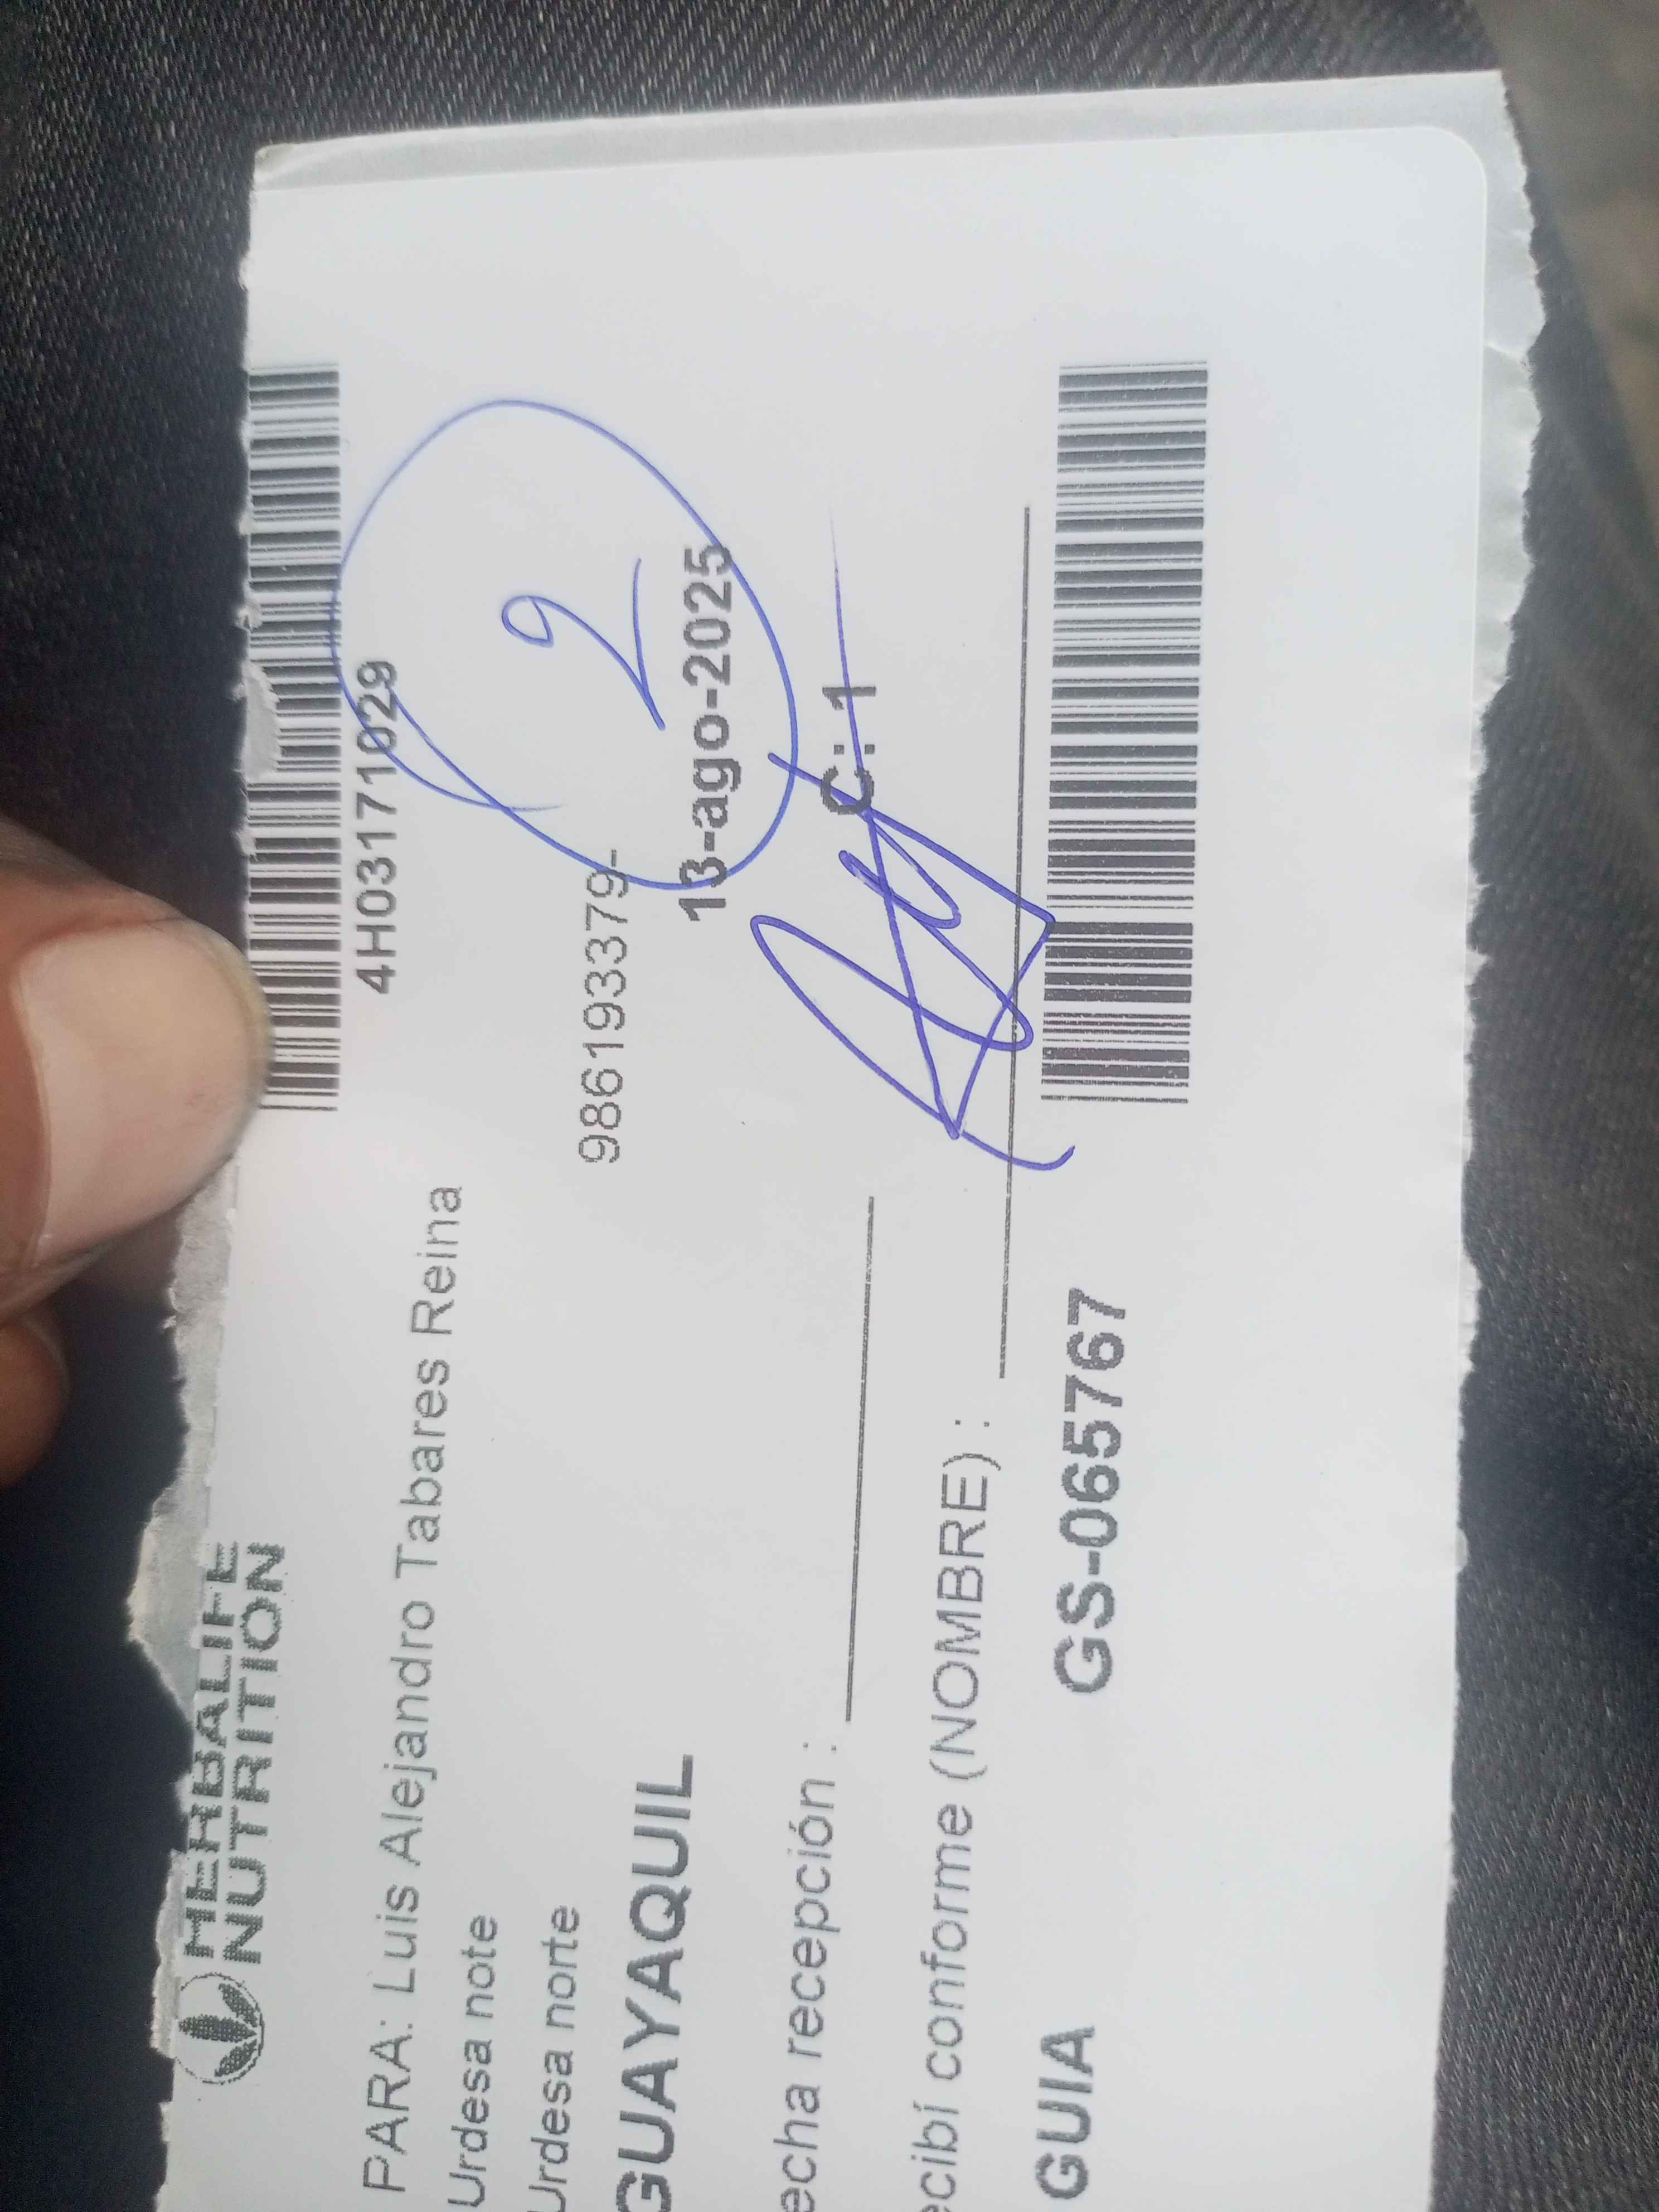 HERBALIFE
NUTRITION
4H03171029
PARA: Luis Alejandro Tabares Reina
Urdesa note
2
Urdesa norte
986193379-
GUAYAQUIL
13-ago-2025
echa recepción :
C: 1
ecibí conforme (NOMBRE) :
GUIA
GS-065767